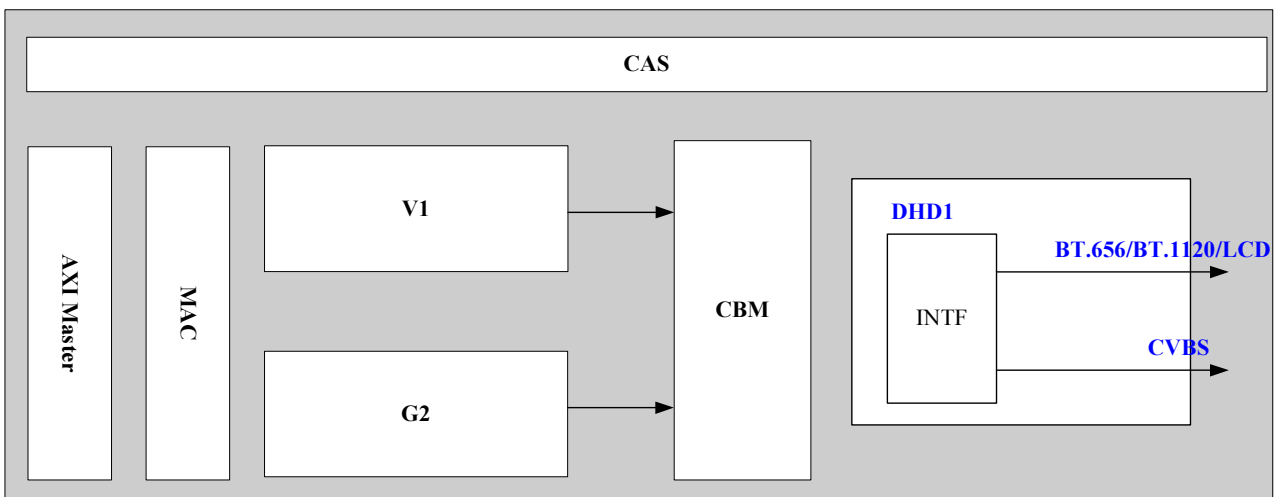 CAS
AXI Master
MAC
V1
G2
CBM
DHD1
INTF
BT.656/BT.1120/LCD
CVBS